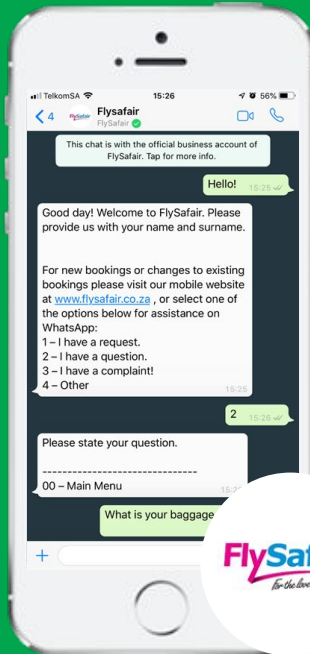 TelkomSA
15:26
56%
4
FlySafair
Flysafair
FlySafair
This chat is with the official business account of
FlySafair. Tap for more info.
Hello! 15:25
Good day! Welcome to FlySafair. Please
provide us with your name and surname.
For new bookings or changes to existing
bookings please visit our mobile website
at www.flysafair.co.za , or select one of
the options below for assistance on
WhatsApp:
1 – I have a request.
2 – I have a question.
3 – I have a complaint!
4 – Other
15:25
2 15:26
Please state your question.
-------------------------------
00 – Main Menu
What is your baggage
+
For the love